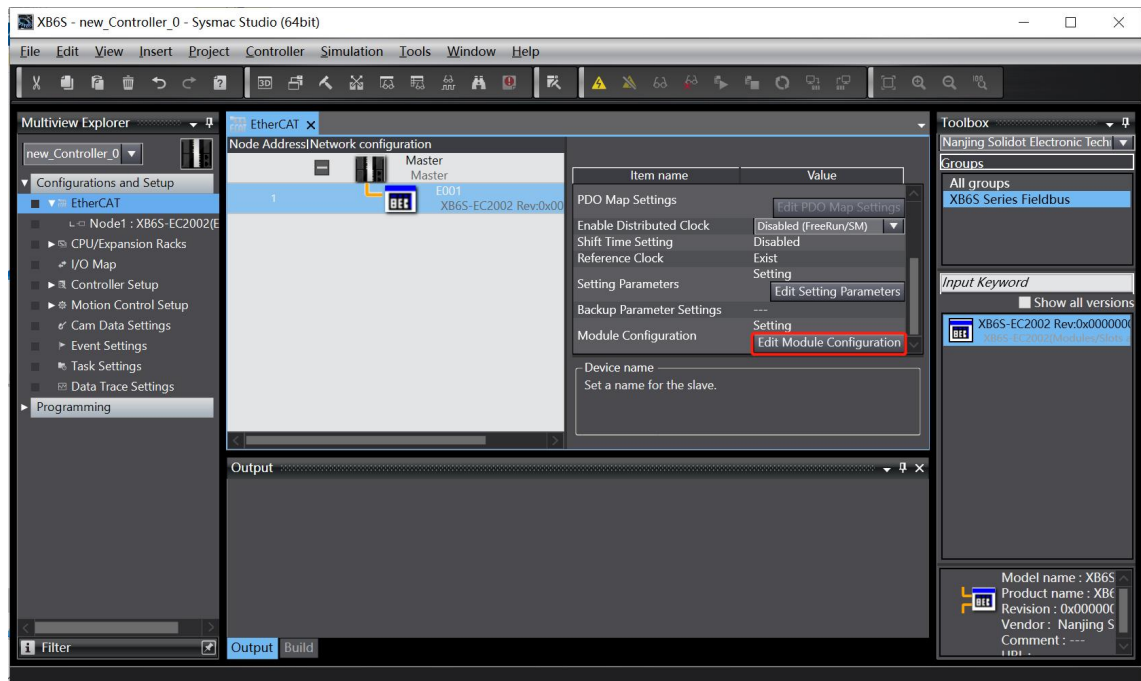 XB6S - new_Controller_0 - Sysmac Studio (64bit)
File Edit View Insert Project Controller Simulation Tools Window Help
Multiview Explorer
new_Controller_0
Configurations and Setup
EtherCAT
Node1 : XB6S-EC2002(E
CPU/Expansion Racks
I/O Map
Controller Setup
Motion Control Setup
Cam Data Settings
Event Settings
Task Settings
Data Trace Settings
Programming
Filter
EtherCAT
Node Address|Network configuration
Master
Master
1
E001
XB6S-EC2002 Rev:0x00
Item name Value
PDO Map Settings
Edit PDO Map Settings
Enable Distributed Clock Disabled (FreeRun/SM)
Shift Time Setting Disabled
Reference Clock Exist
Setting Parameters Setting
Edit Setting Parameters
Backup Parameter Settings ---
Module Configuration Setting
Edit Module Configuration
Device name
Set a name for the slave.
Output
Output Build
Toolbox
Nanjing Solidot Electronic Tech
Groups
All groups
XB6S Series Fieldbus
Input Keyword
Show all versions
XB6S-EC2002 Rev:0x0000000
XB6S-EC2002(Modules/Slots
Model name : XB6S
Product name : XB6
Revision : 0x000000
Vendor : Nanjing S
Comment : ---
URL :